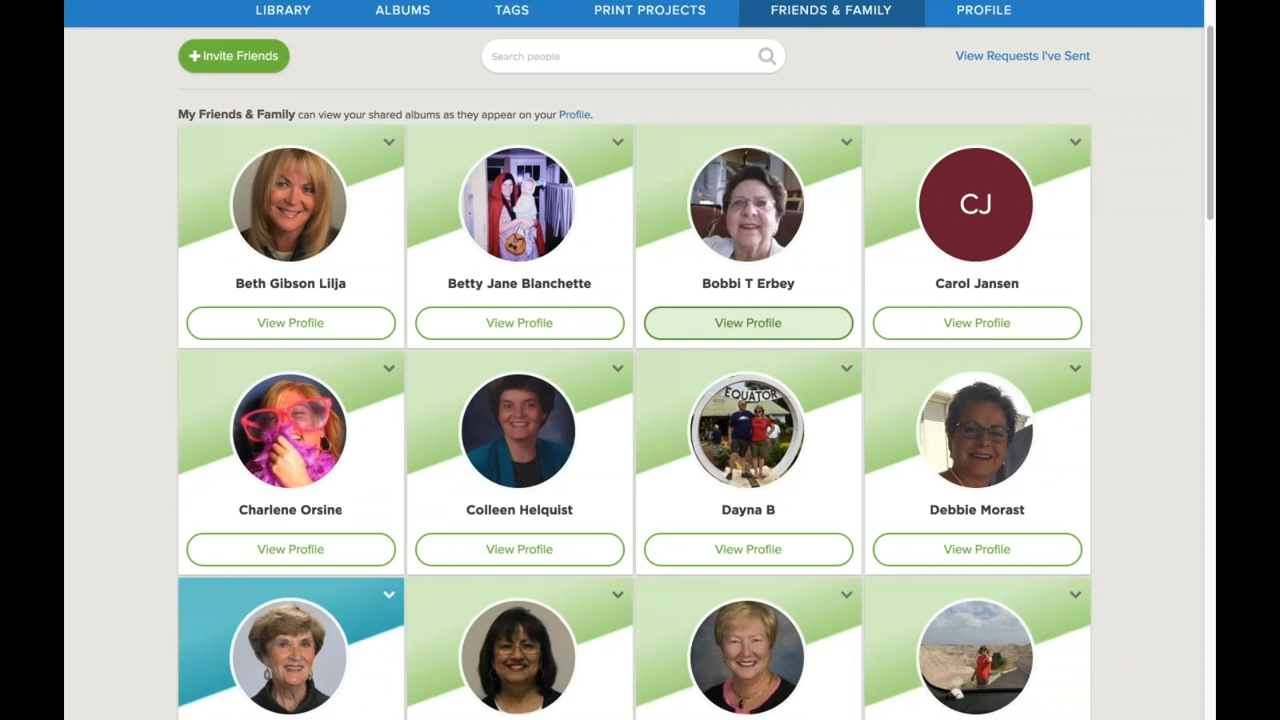 LIBRARY ALBUMS TAGS PRINT PROJECTS FRIENDS & FAMILY PROFILE
+Invite Friends Search people View Requests I've Sent
My Friends & Family can view your shared albums as they appear on your Profile.
CJ
Beth Gibson Lilja Betty Jane Blanchette Bobbi T Erbey Carol Jansen
View Profile View Profile View Profile View Profile
EQUATOR
Charlene Orsine Colleen Helquist Dayna B Debbie Morast
View Profile View Profile View Profile View Profile